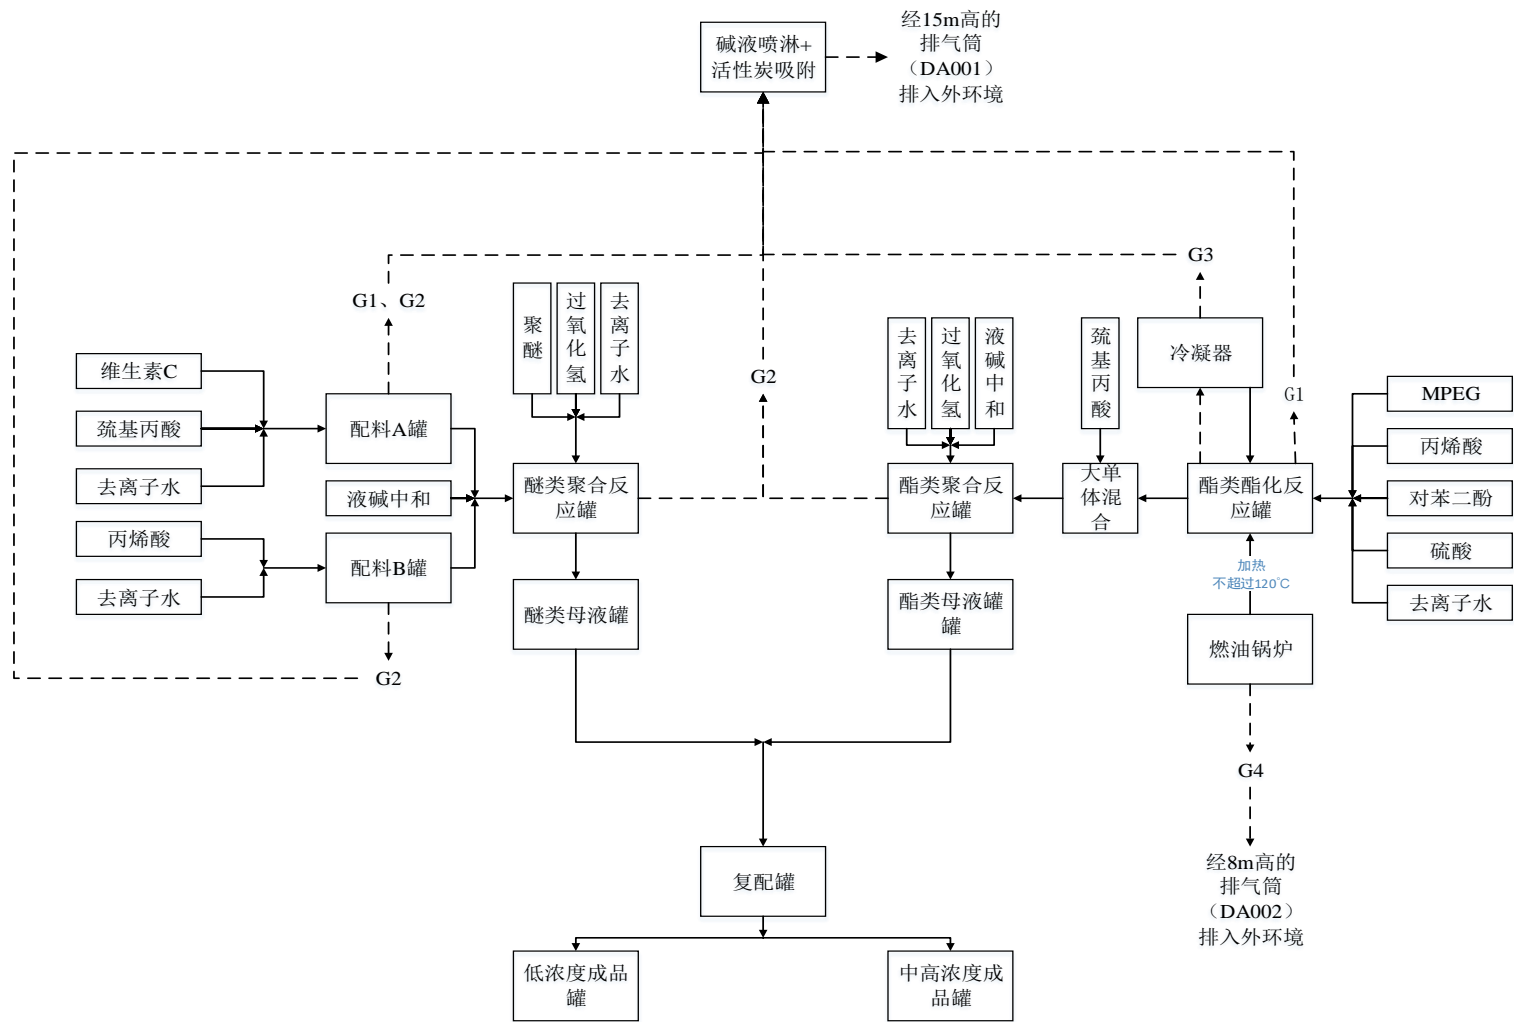 碱液喷淋+
活性炭吸附
经15m高的
排气筒
（DA001）
排入外环境
G3
G1、G2
聚
醚
过
氧
化
氢
去
离
子
水
去
离
子
水
过
氧
化
氢
液
碱
中
和
巯
基
丙
酸
冷凝器
维生素C
巯基丙酸
去离子水
丙烯酸
去离子水
配料A罐
液碱中和
配料B罐
G2
G2
G1
MPEG
丙烯酸
对苯二酚
硫酸
去离子水
醚类聚合反
应罐
酯类聚合反
应罐
大单
体混
合
酯类酯化反
应罐
加热
不超过120°C
醚类母液罐
酯类母液罐
罐
燃油锅炉
G4
经8m高的
排气筒
（DA002）
排入外环境
复配罐
低浓度成品
罐
中高浓度成
品罐